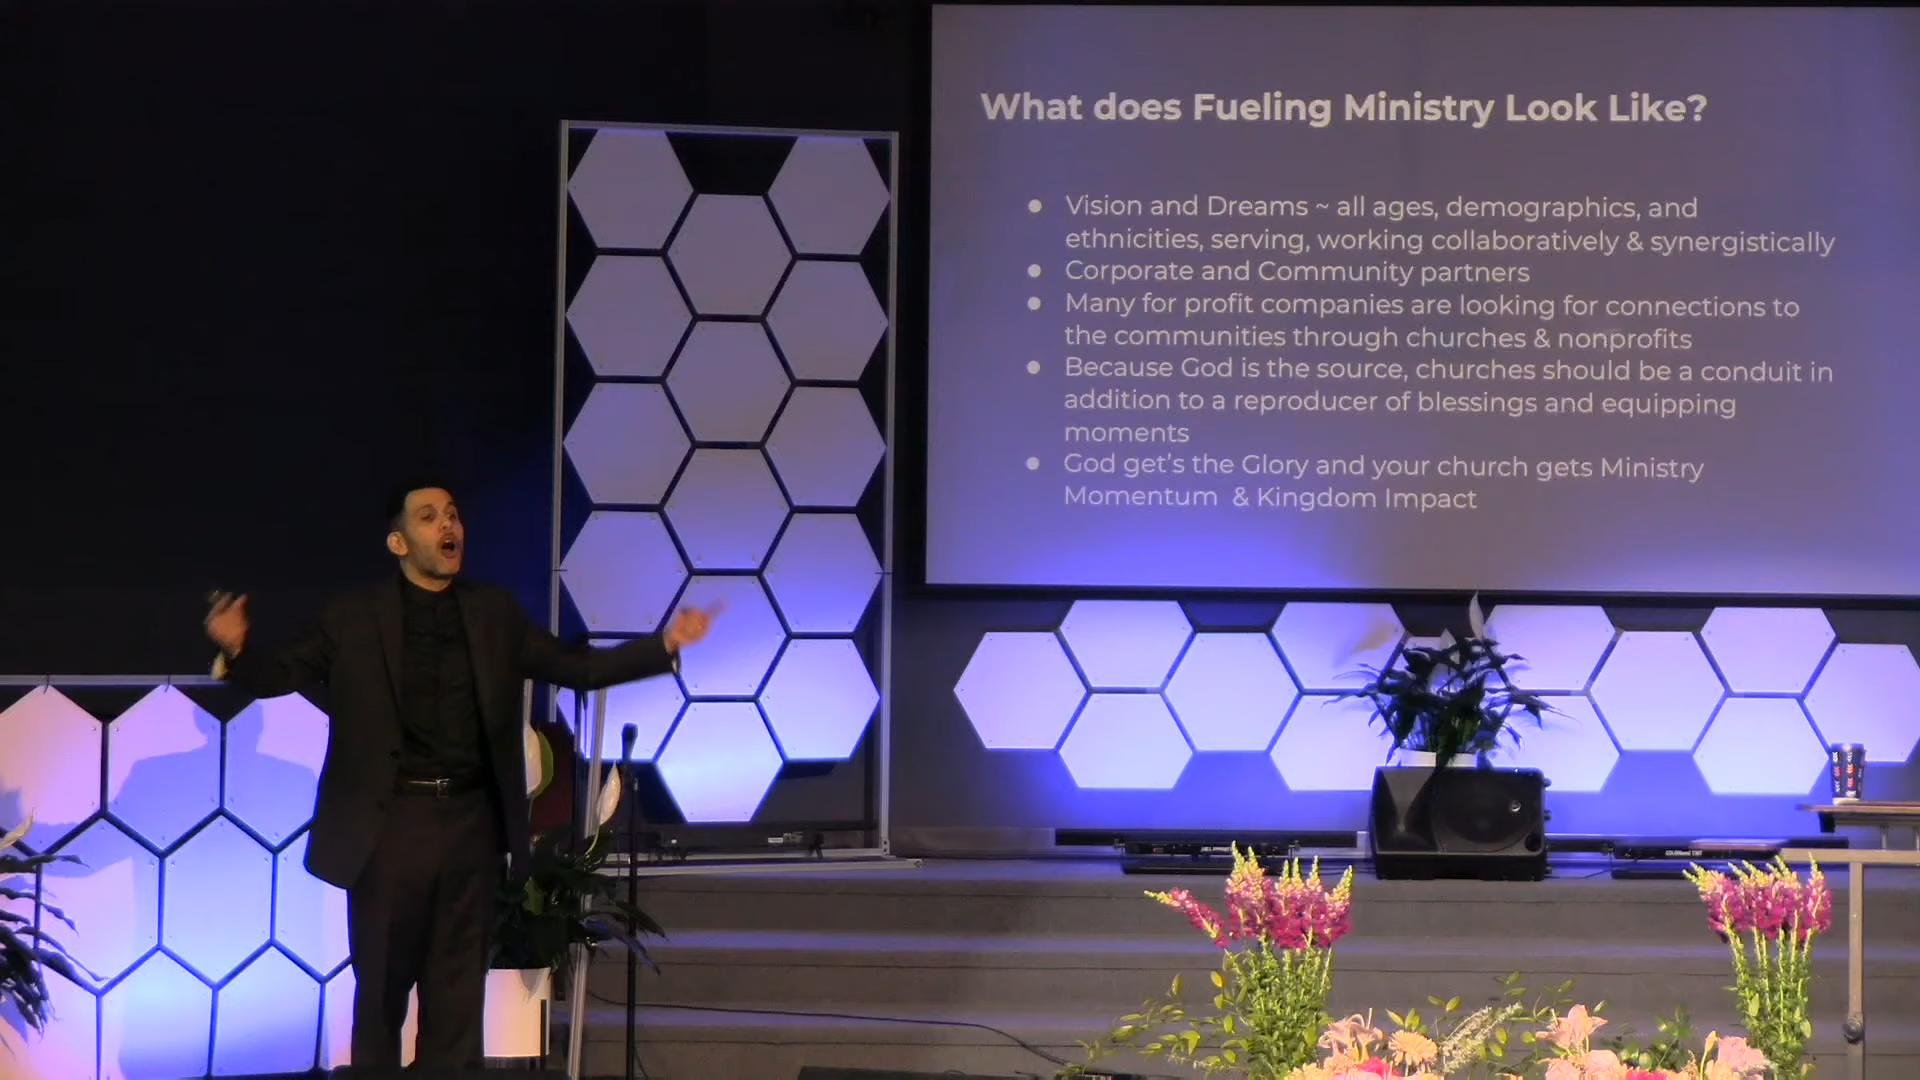 What does Fueling Ministry Look Like?
● Vision and Dreams ~ all ages, demographics, and
ethnicities, serving, working collaboratively & synergistically
● Corporate and Community partners
● Many for profit companies are looking for connections to
the communities through churches & nonprofits
● Because God is the source, churches should be a conduit in
addition to a reproducer of blessings and equipping
moments
● God get's the Glory and your church gets Ministry
Momentum & Kingdom Impact